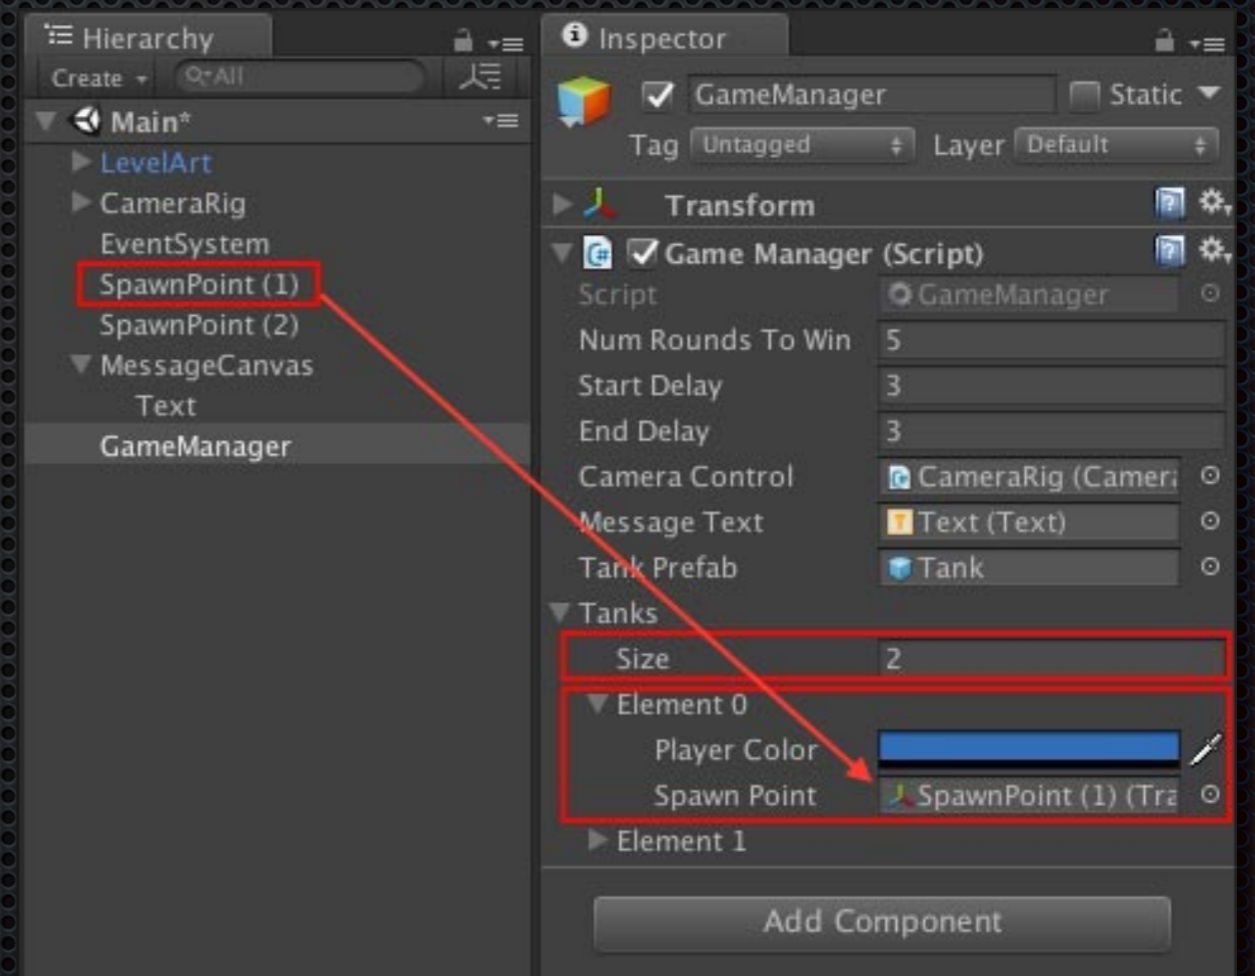 Hierarchy
Create
All
Main*
LevelArt
CameraRig
EventSystem
SpawnPoint (1)
SpawnPoint (2)
MessageCanvas
Text
GameManager
Inspector
GameManager
Static
Tag Untagged Layer Default
Transform
Game Manager (Script)
Script GameManager
Num Rounds To Win 5
Start Delay 3
End Delay 3
Camera Control CameraRig (Camera
Message Text Text (Text)
Tank Prefab Tank
Tanks
Size 2
Element 0
Player Color
Spawn Point SpawnPoint (1) (Tra
Element 1
Add Component